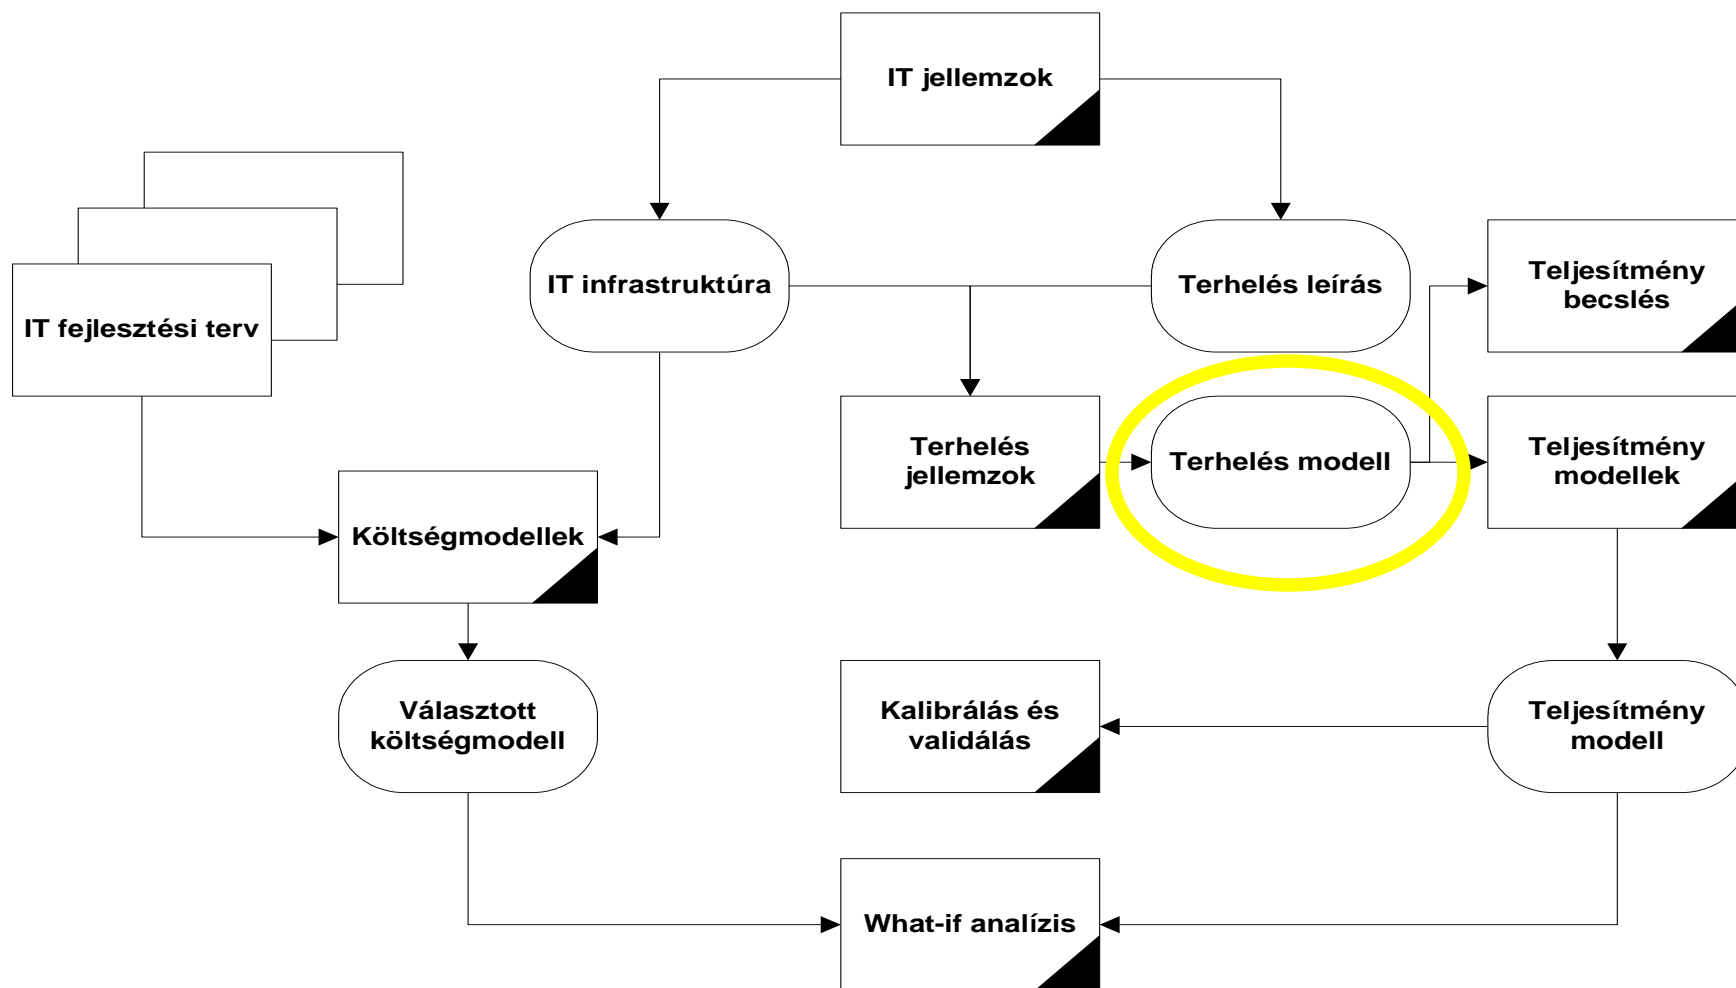 IT jellemzok
IT infrastruktúra
Terhelés leírás
Teljesítmény
becslés
IT fejlesztési terv
Terhelés
jellemzok
Terhelés modell
Teljesítmény
modellek
Költségmodellek
Választott
költségmodell
Kalibrálás és
validálás
Teljesítmény
modell
What-if analízis